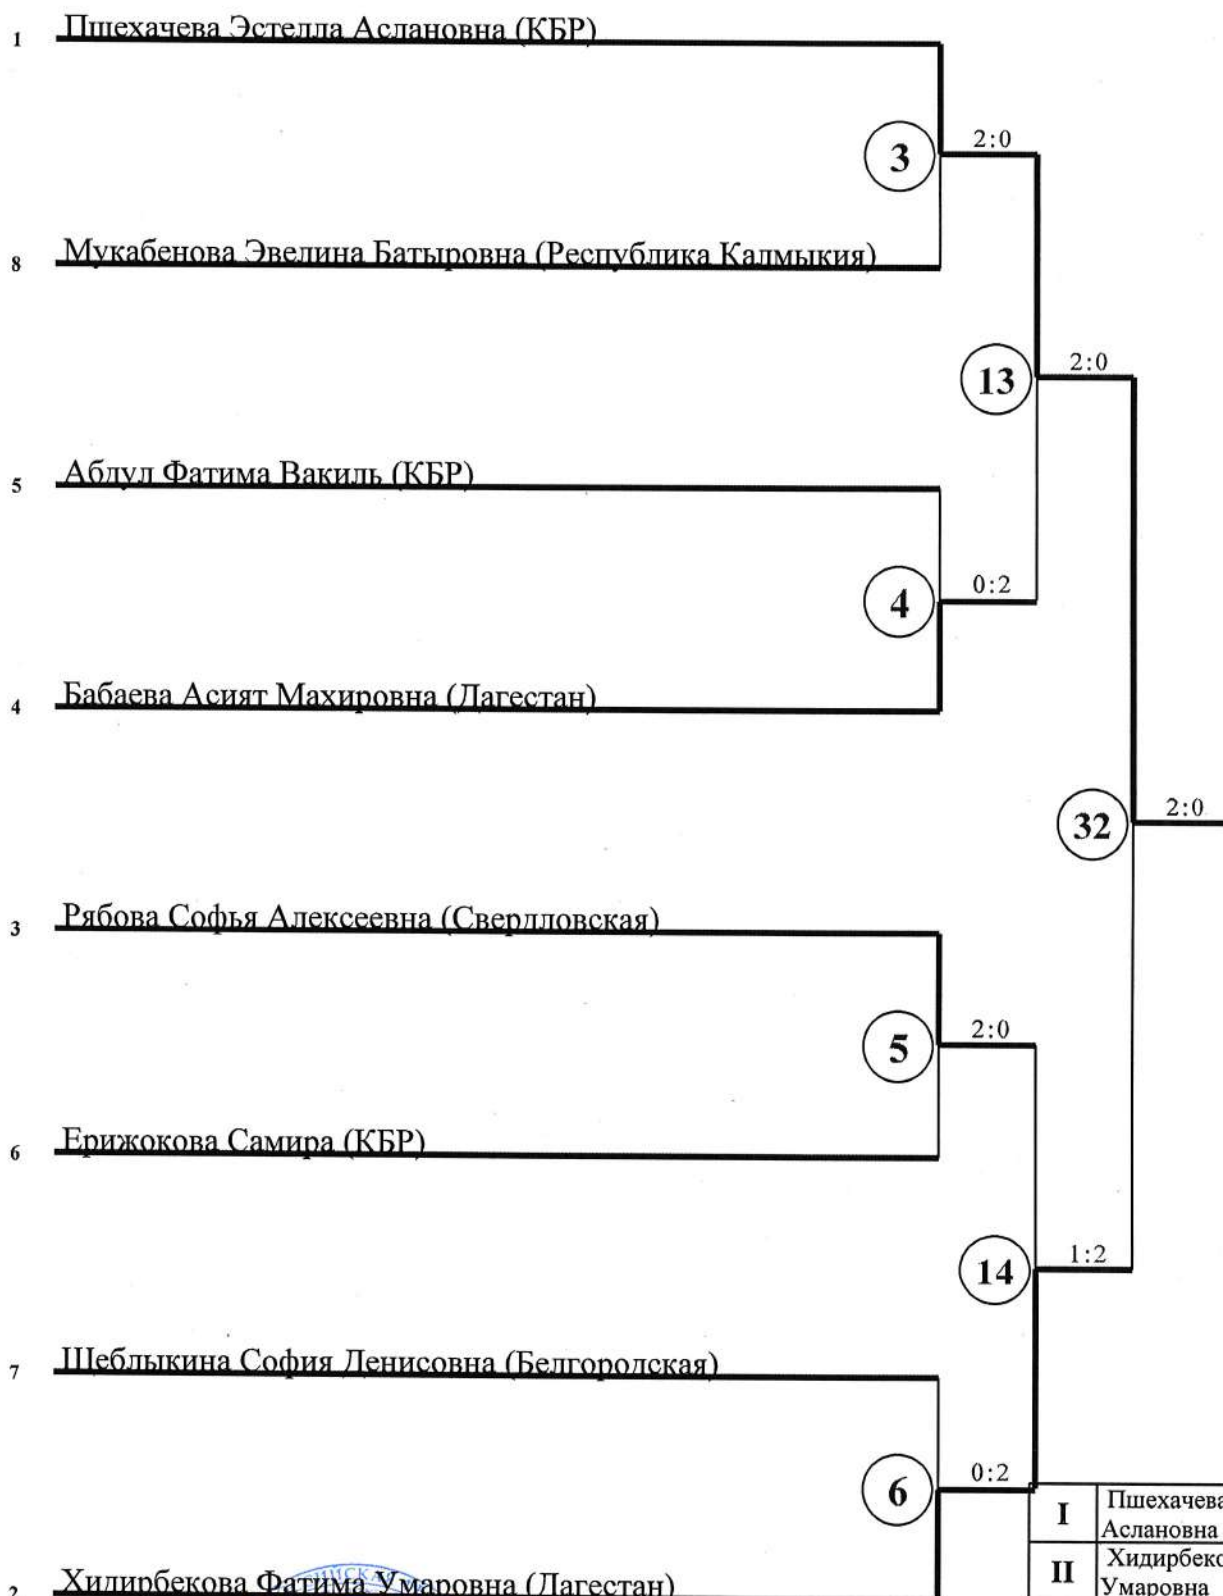 1 Пшехачева Эстелла Аслановна (КБР)
2:0
3
8 Мукабенова Эвелина Батыровна (Республика Калмыкия)
2:0
13
5 Абдул Фатима Вакиль (КБР)
0:2
4
4 Бабаева Асият Махировна (Дагестан)
2:0
32
3 Рябова Софья Алексеевна (Свердловская)
2:0
5
6 Ерижокова Самира (КБР)
1:2
14
7 Шеблыкина София Денисовна (Белгородская)
0:2
6
I Пшехачева
Аслановна
2 Хидирбекова Фатима Умаровна (Дагестан)
II Хидирбеко
Умаровна